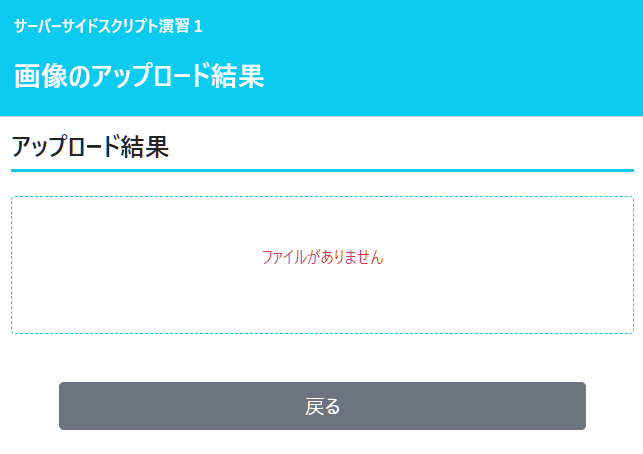 サーバーサイドスクリプト演習１
画像のアップロード結果
アップロード結果
ファイルがありません
戻る